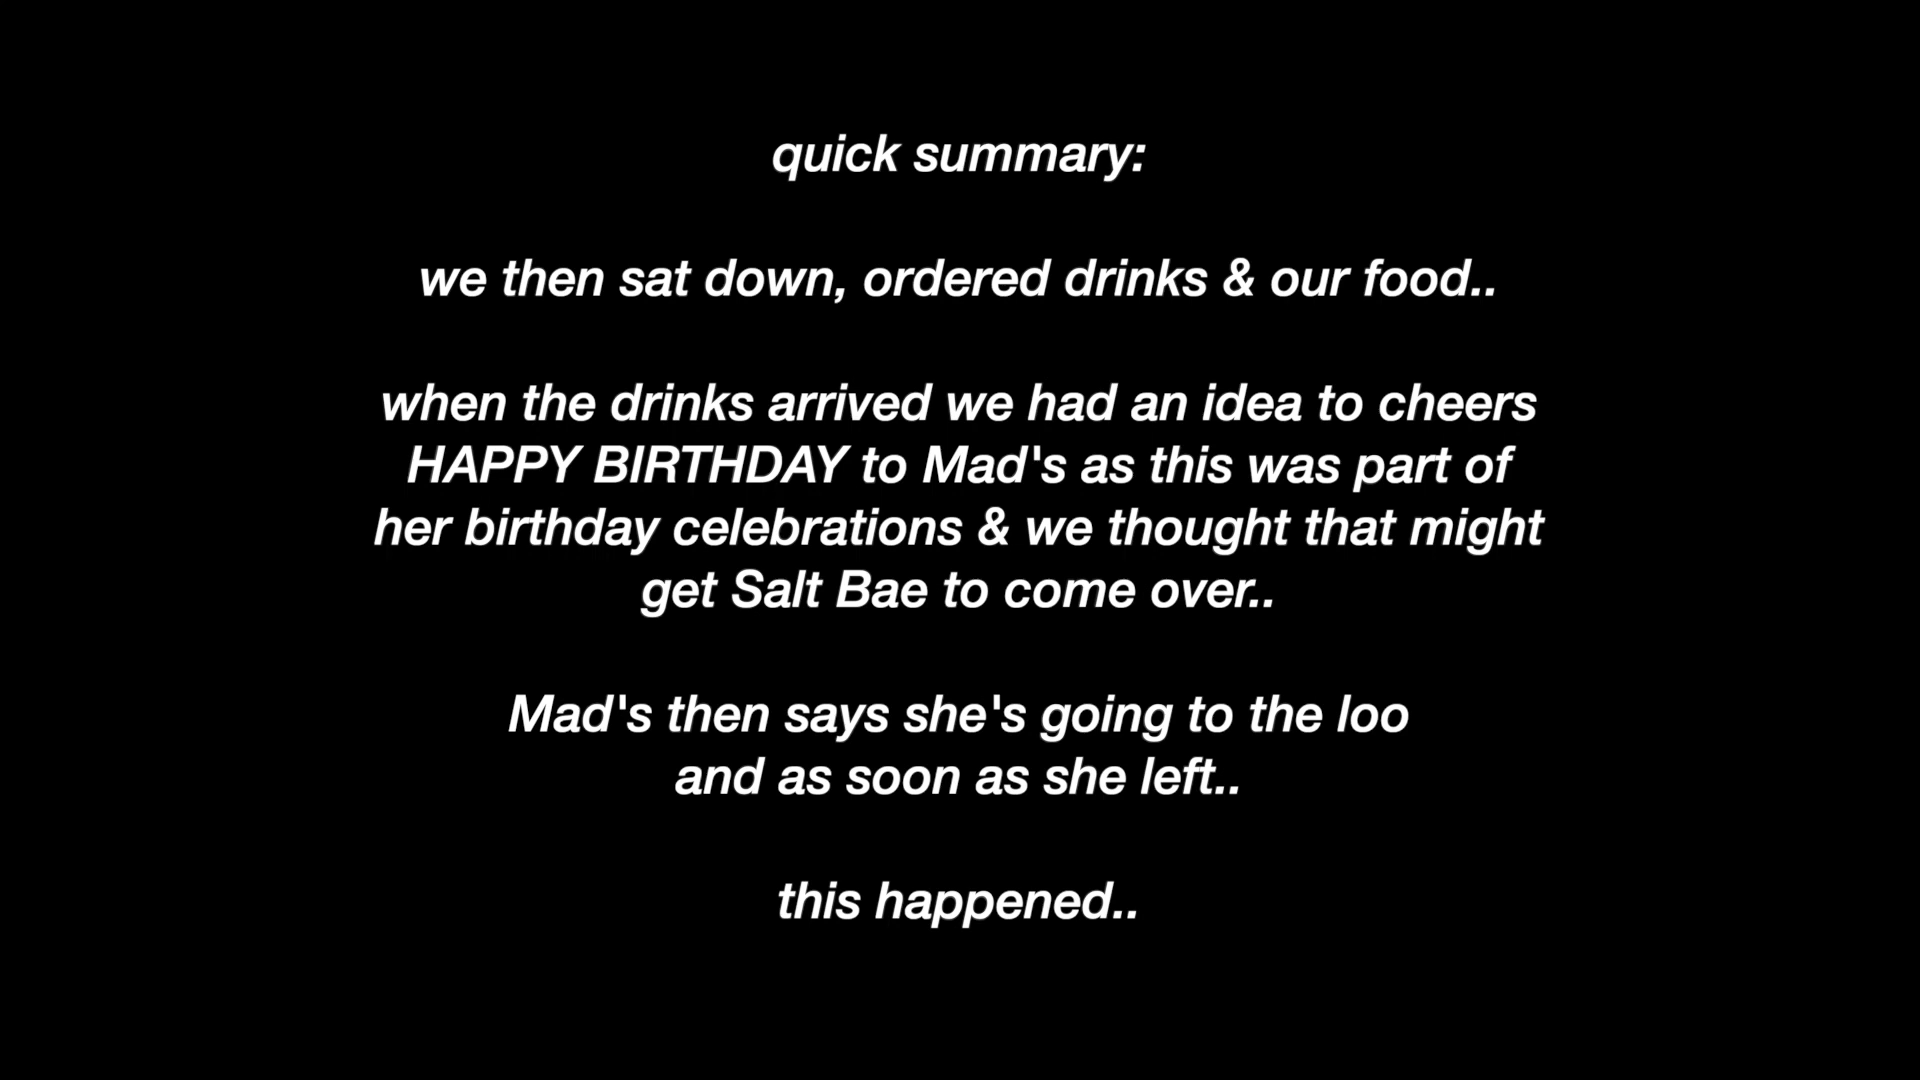 quick summary:
we then sat down, ordered drinks & our food..
when the drinks arrived we had an idea to cheers
HAPPY BIRTHDAY to Mad's as this was part of
her birthday celebrations & we thought that might
get Salt Bae to come over..
Mad's then says she's going to the loo
and as soon as she left..
this happened..